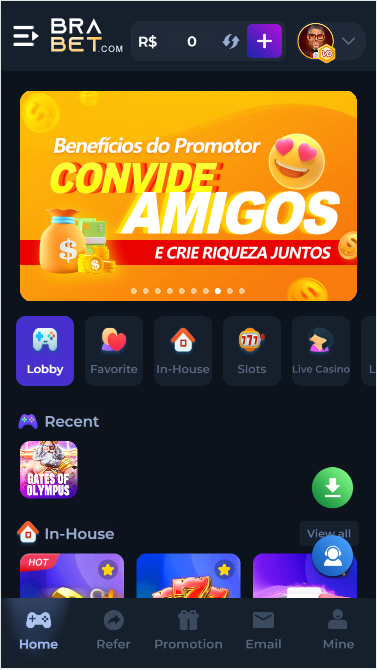 BRA
BET.COM
R$ 0
V0
Benefícios do Promotor
CONVIDE
AMIGOS
E CRIE RIQUEZA JUNTOS
Lobby
Favorite
In-House
Slots
Live Casino
L
Recent
GATES OF
OLYMPUS
In-House
View all
HOT
Home
Refer
Promotion
Email
Mine